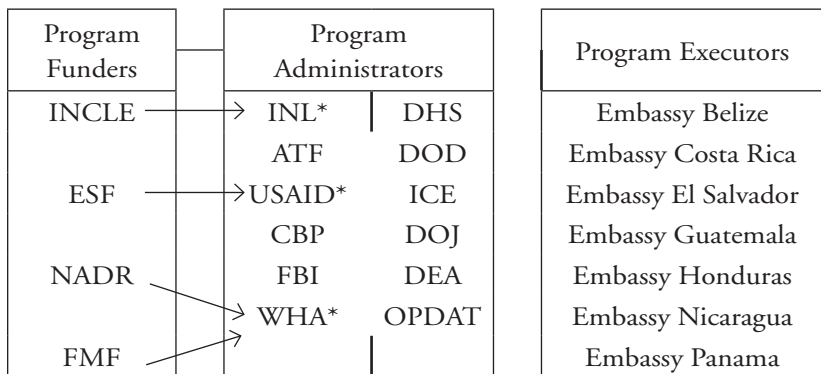 Program Funders
Program Administrators
Program Executors
INCLE INL* DHS Embassy Belize
ATF DOD Embassy Costa Rica
ESF USAID* ICE Embassy El Salvador
CBP DOJ Embassy Guatemala
NADR FBI DEA Embassy Honduras
WHA* OPDAT Embassy Nicaragua
FMF Embassy Panama